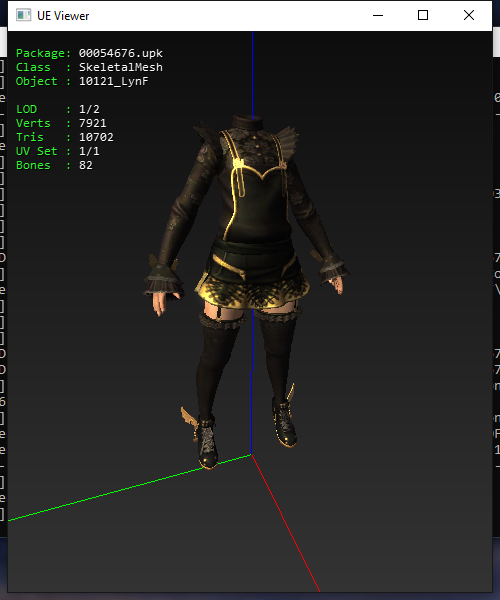 UE Viewer
Package: 00054676.upk
Class : SkeletalMesh
Object : 10121_LynF
LOD : 1/2
Verts : 7921
Tris : 10702
UV Set : 1/1
Bones : 82